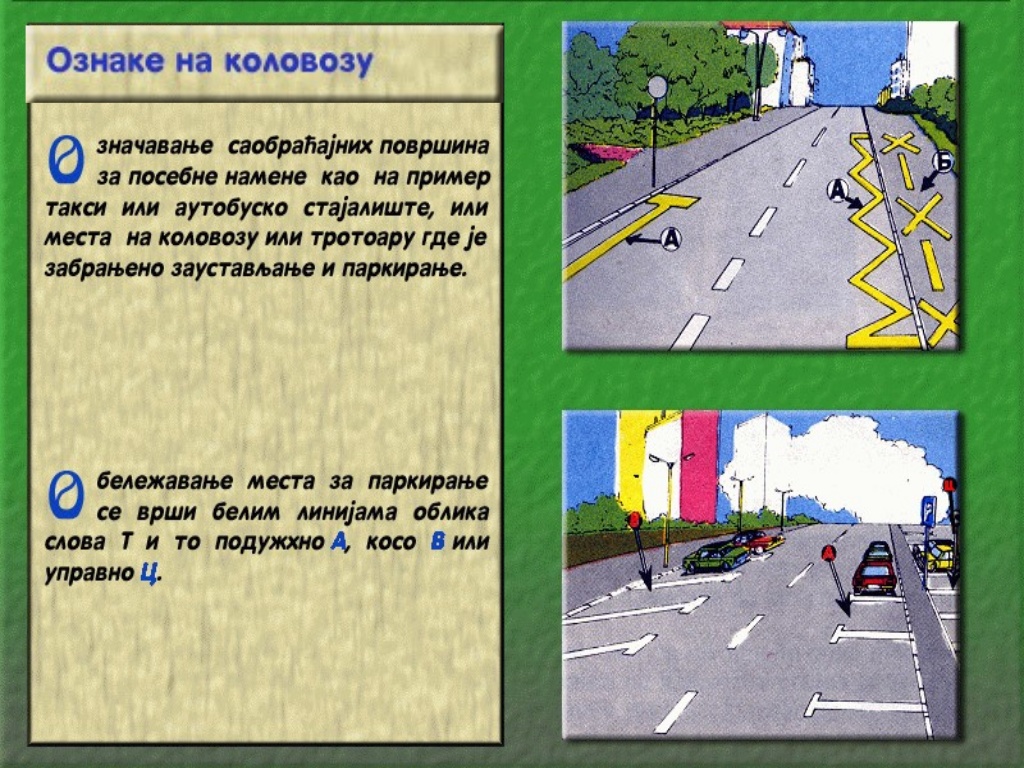 Ознаке на коловозу
Означавање саобраћајних површина
за посебне намене као на пример
такси или аутобуско стајалиште, или
места на коловозу или тротоару где је
забрањено заустављање и паркирање.
А
А
Б
Обележавање места за паркирање
се врши белим линијама облика
слова Т и то подужхно А, косо В или
управно Ц.
А